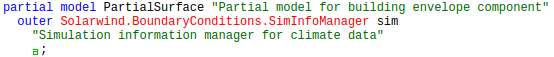 partial model PartialSurface "Partial model for building envelope component"
outer Solarwind.BoundaryConditions.SimInfoManager sim
"Simulation information manager for climate data"
a;